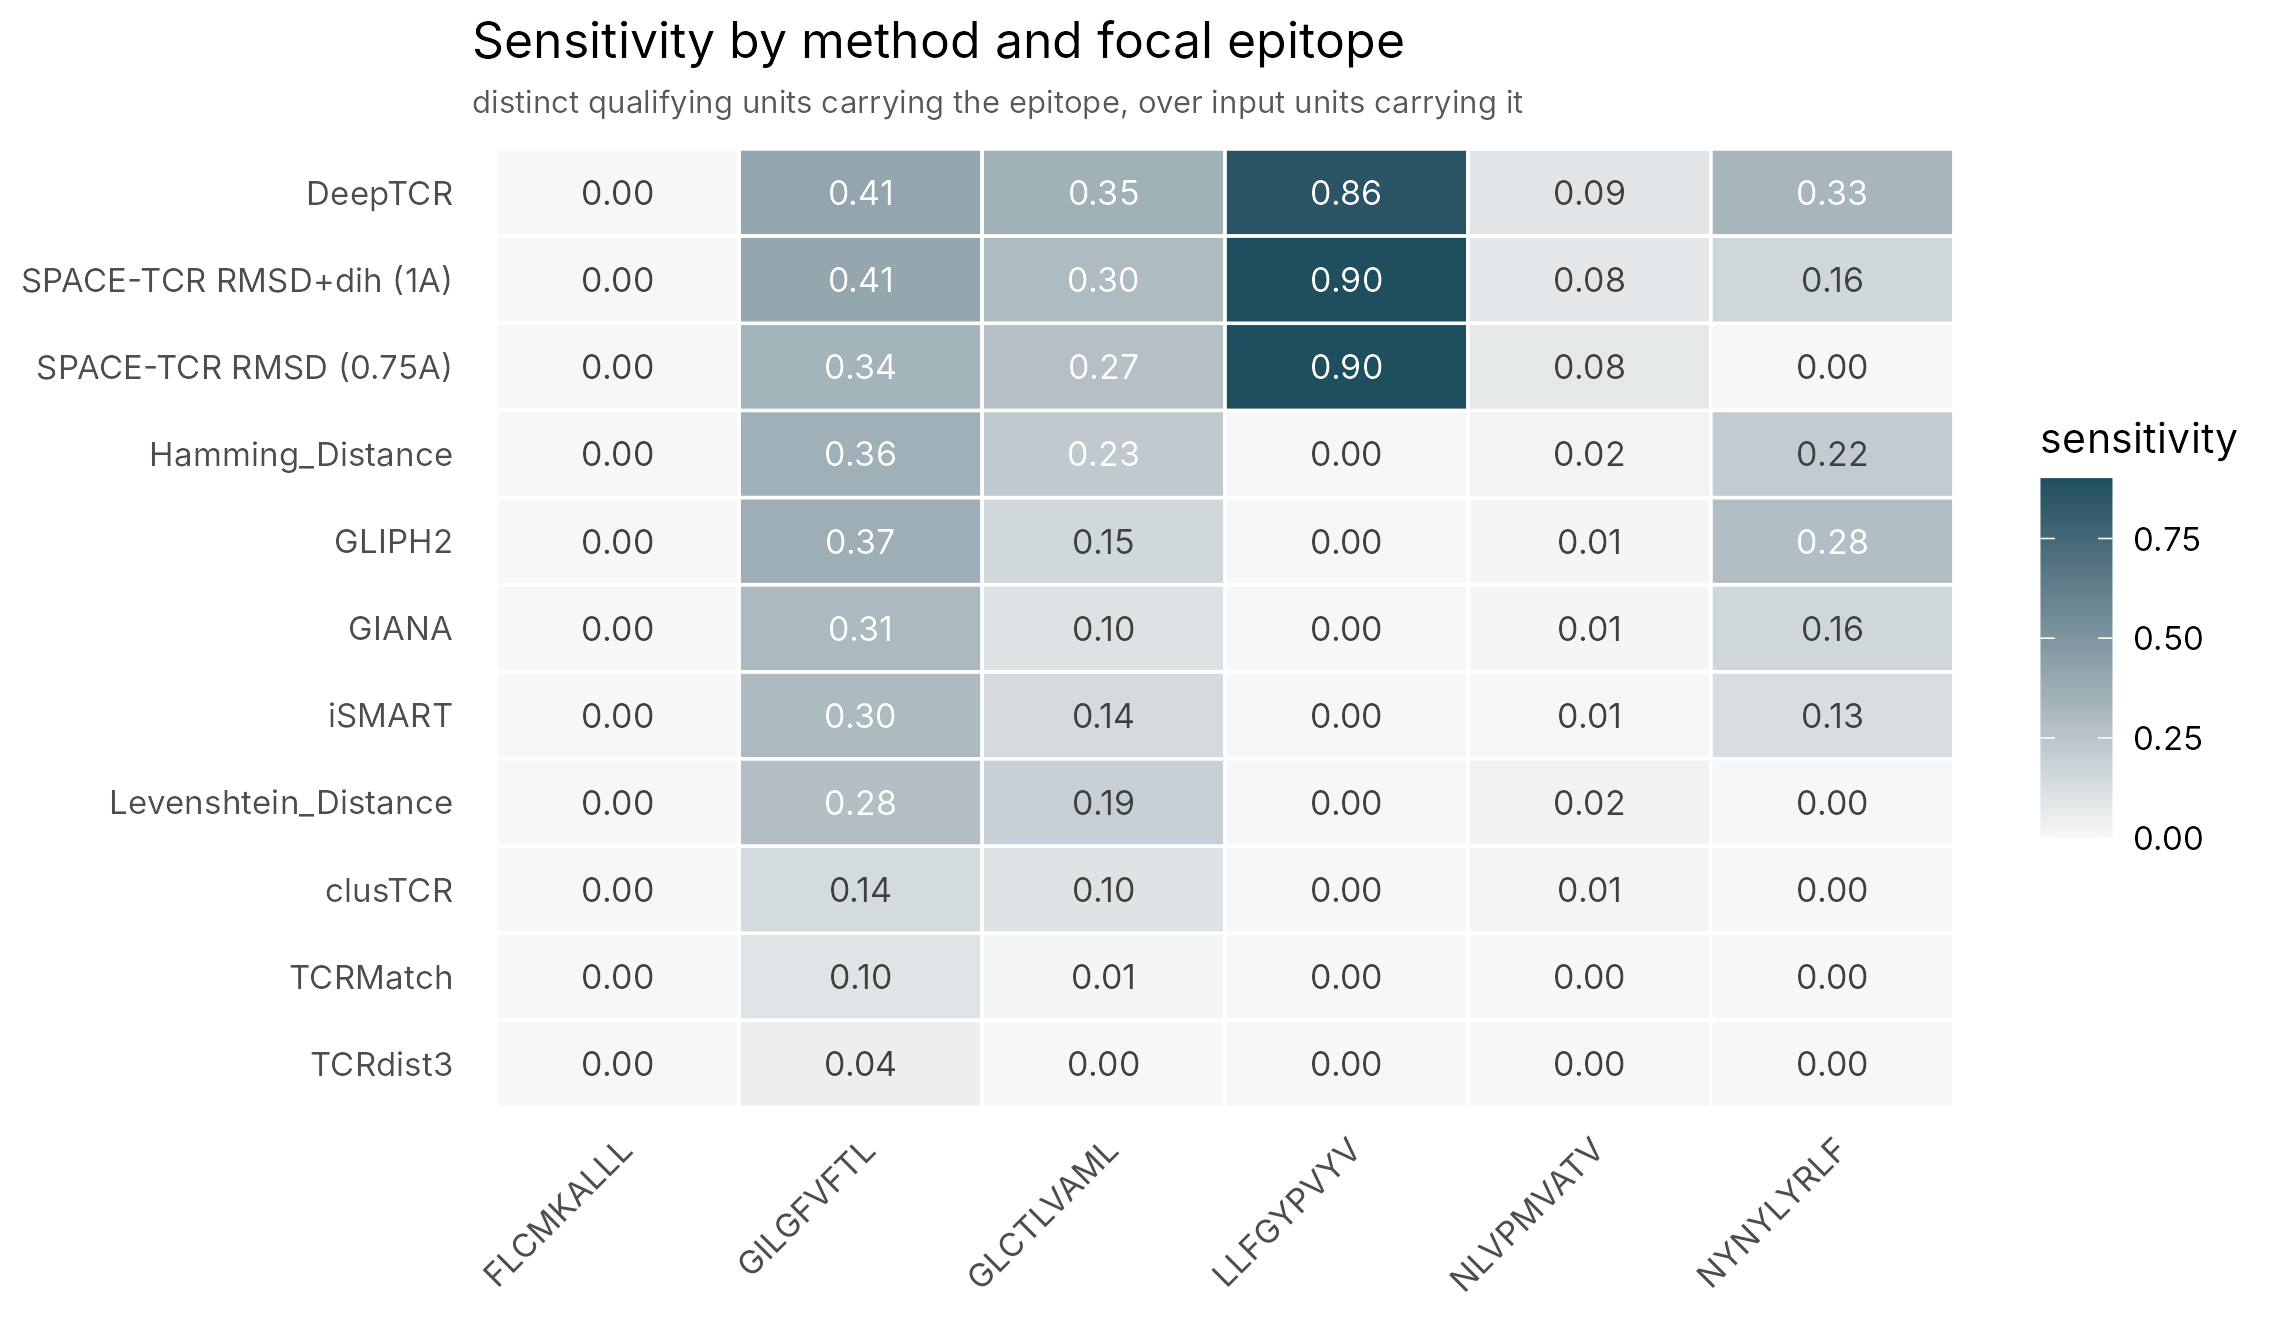 Sensitivity by method and focal epitope
distinct qualifying units carrying the epitope, over input units carrying it
DeepTCR 0.00 0.41 0.35 0.86 0.09 0.33
SPACE-TCR RMSD+dih (1A) 0.00 0.41 0.30 0.90 0.08 0.16
SPACE-TCR RMSD (0.75A) 0.00 0.34 0.27 0.90 0.08 0.00
Hamming_Distance 0.00 0.36 0.23 0.00 0.02 0.22
GLIPH2 0.00 0.37 0.15 0.00 0.01 0.28
GIANA 0.00 0.31 0.10 0.00 0.01 0.16
iSMART 0.00 0.30 0.14 0.00 0.01 0.13
Levenshtein_Distance 0.00 0.28 0.19 0.00 0.02 0.00
clusTCR 0.00 0.14 0.10 0.00 0.01 0.00
TCRMatch 0.00 0.10 0.01 0.00 0.00 0.00
TCRdist3 0.00 0.04 0.00 0.00 0.00 0.00
FLCMKALLL GILGFVFTL GLCTLVAML LLFGYPVYV NLVPMVATV NYNYLYRLF
sensitivity
0.75
0.50
0.25
0.00